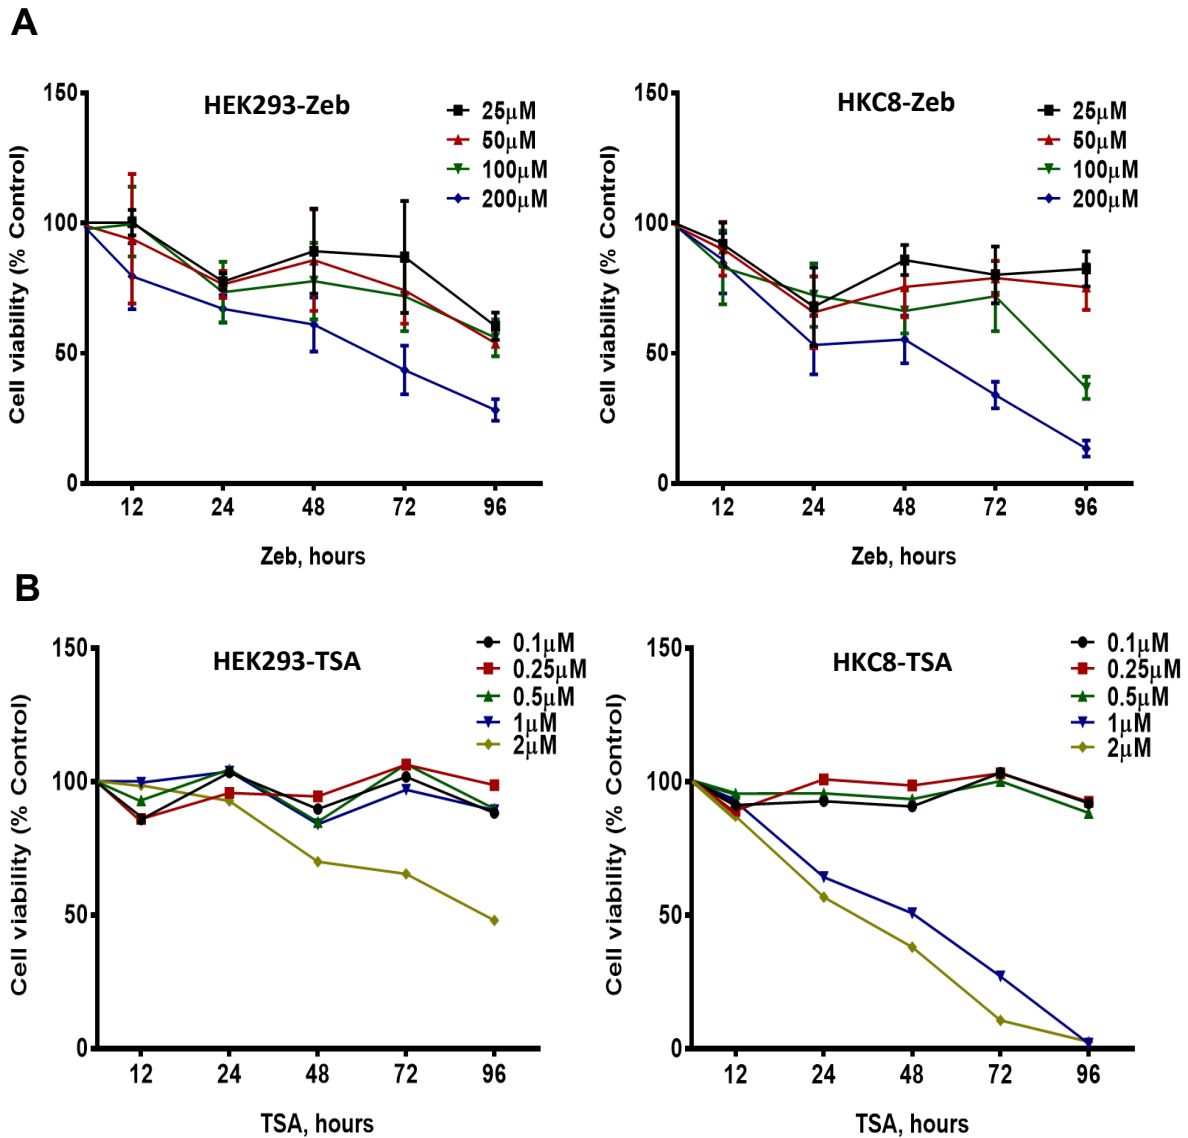 A
HEK293-Zeb
150
100
50
0
Cell viability (% Control)
25μM
50μM
100μM
200μM
12 24 48 72 96
Zeb, hours
HKC8-Zeb
150
100
50
0
Cell viability (% Control)
25μM
50μM
100μM
200μM
12 24 48 72 96
Zeb, hours
B
HEK293-TSA
150
100
50
0
Cell viability (% Control)
0.1μM
0.25μM
0.5μM
1μM
2μM
12 24 48 72 96
TSA, hours
HKC8-TSA
150
100
50
0
Cell viability (% Control)
0.1μM
0.25μM
0.5μM
1μM
2μM
12 24 48 72 96
TSA, hours